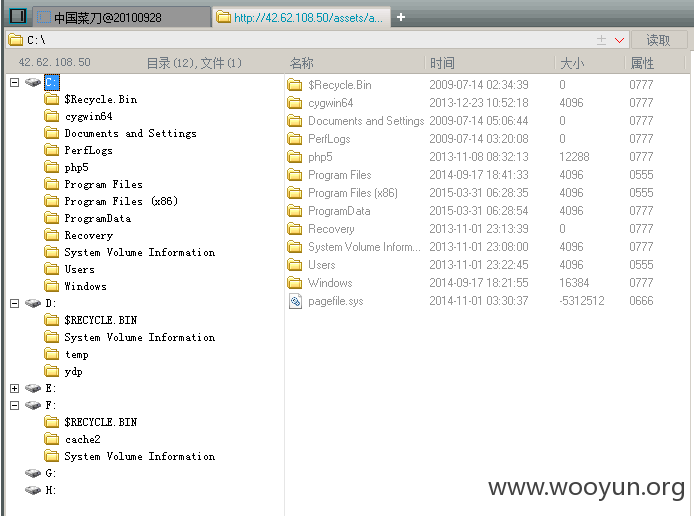 中国菜刀@20100928 http://42.62.108.50/assets/a...
C:\ 读取
42.62.108.50 目录(12),文件(1) 名称 时间 大小 属性
C:
$Recycle.Bin
cygwin64
Documents and Settings
PerfLogs
php5
Program Files
Program Files (x86)
ProgramData
Recovery
System Volume Information
Users
Windows
D:
$RECYCLE.BIN
System Volume Information
temp
ydp
E:
F:
$RECYCLE.BIN
cache2
System Volume Information
G:
H:
$Recycle.Bin 2009-07-14 02:34:39 0 0777
cygwin64 2013-12-23 10:52:18 4096 0777
Documents and Settings 2009-07-14 05:06:44 0 0777
PerfLogs 2009-07-14 03:20:08 0 0777
php5 2013-11-08 08:32:13 12288 0777
Program Files 2014-09-17 18:41:33 4096 0555
Program Files (x86) 2015-03-31 06:28:35 4096 0555
ProgramData 2015-03-31 06:28:54 4096 0777
Recovery 2013-11-01 23:13:39 0 0777
System Volume Inform... 2013-11-01 23:08:00 4096 0777
Users 2013-11-01 23:22:45 4096 0555
Windows 2014-09-17 18:21:55 16384 0777
pagefile.sys 2014-11-01 03:30:37 -5312512 0666
www.wooyun.org